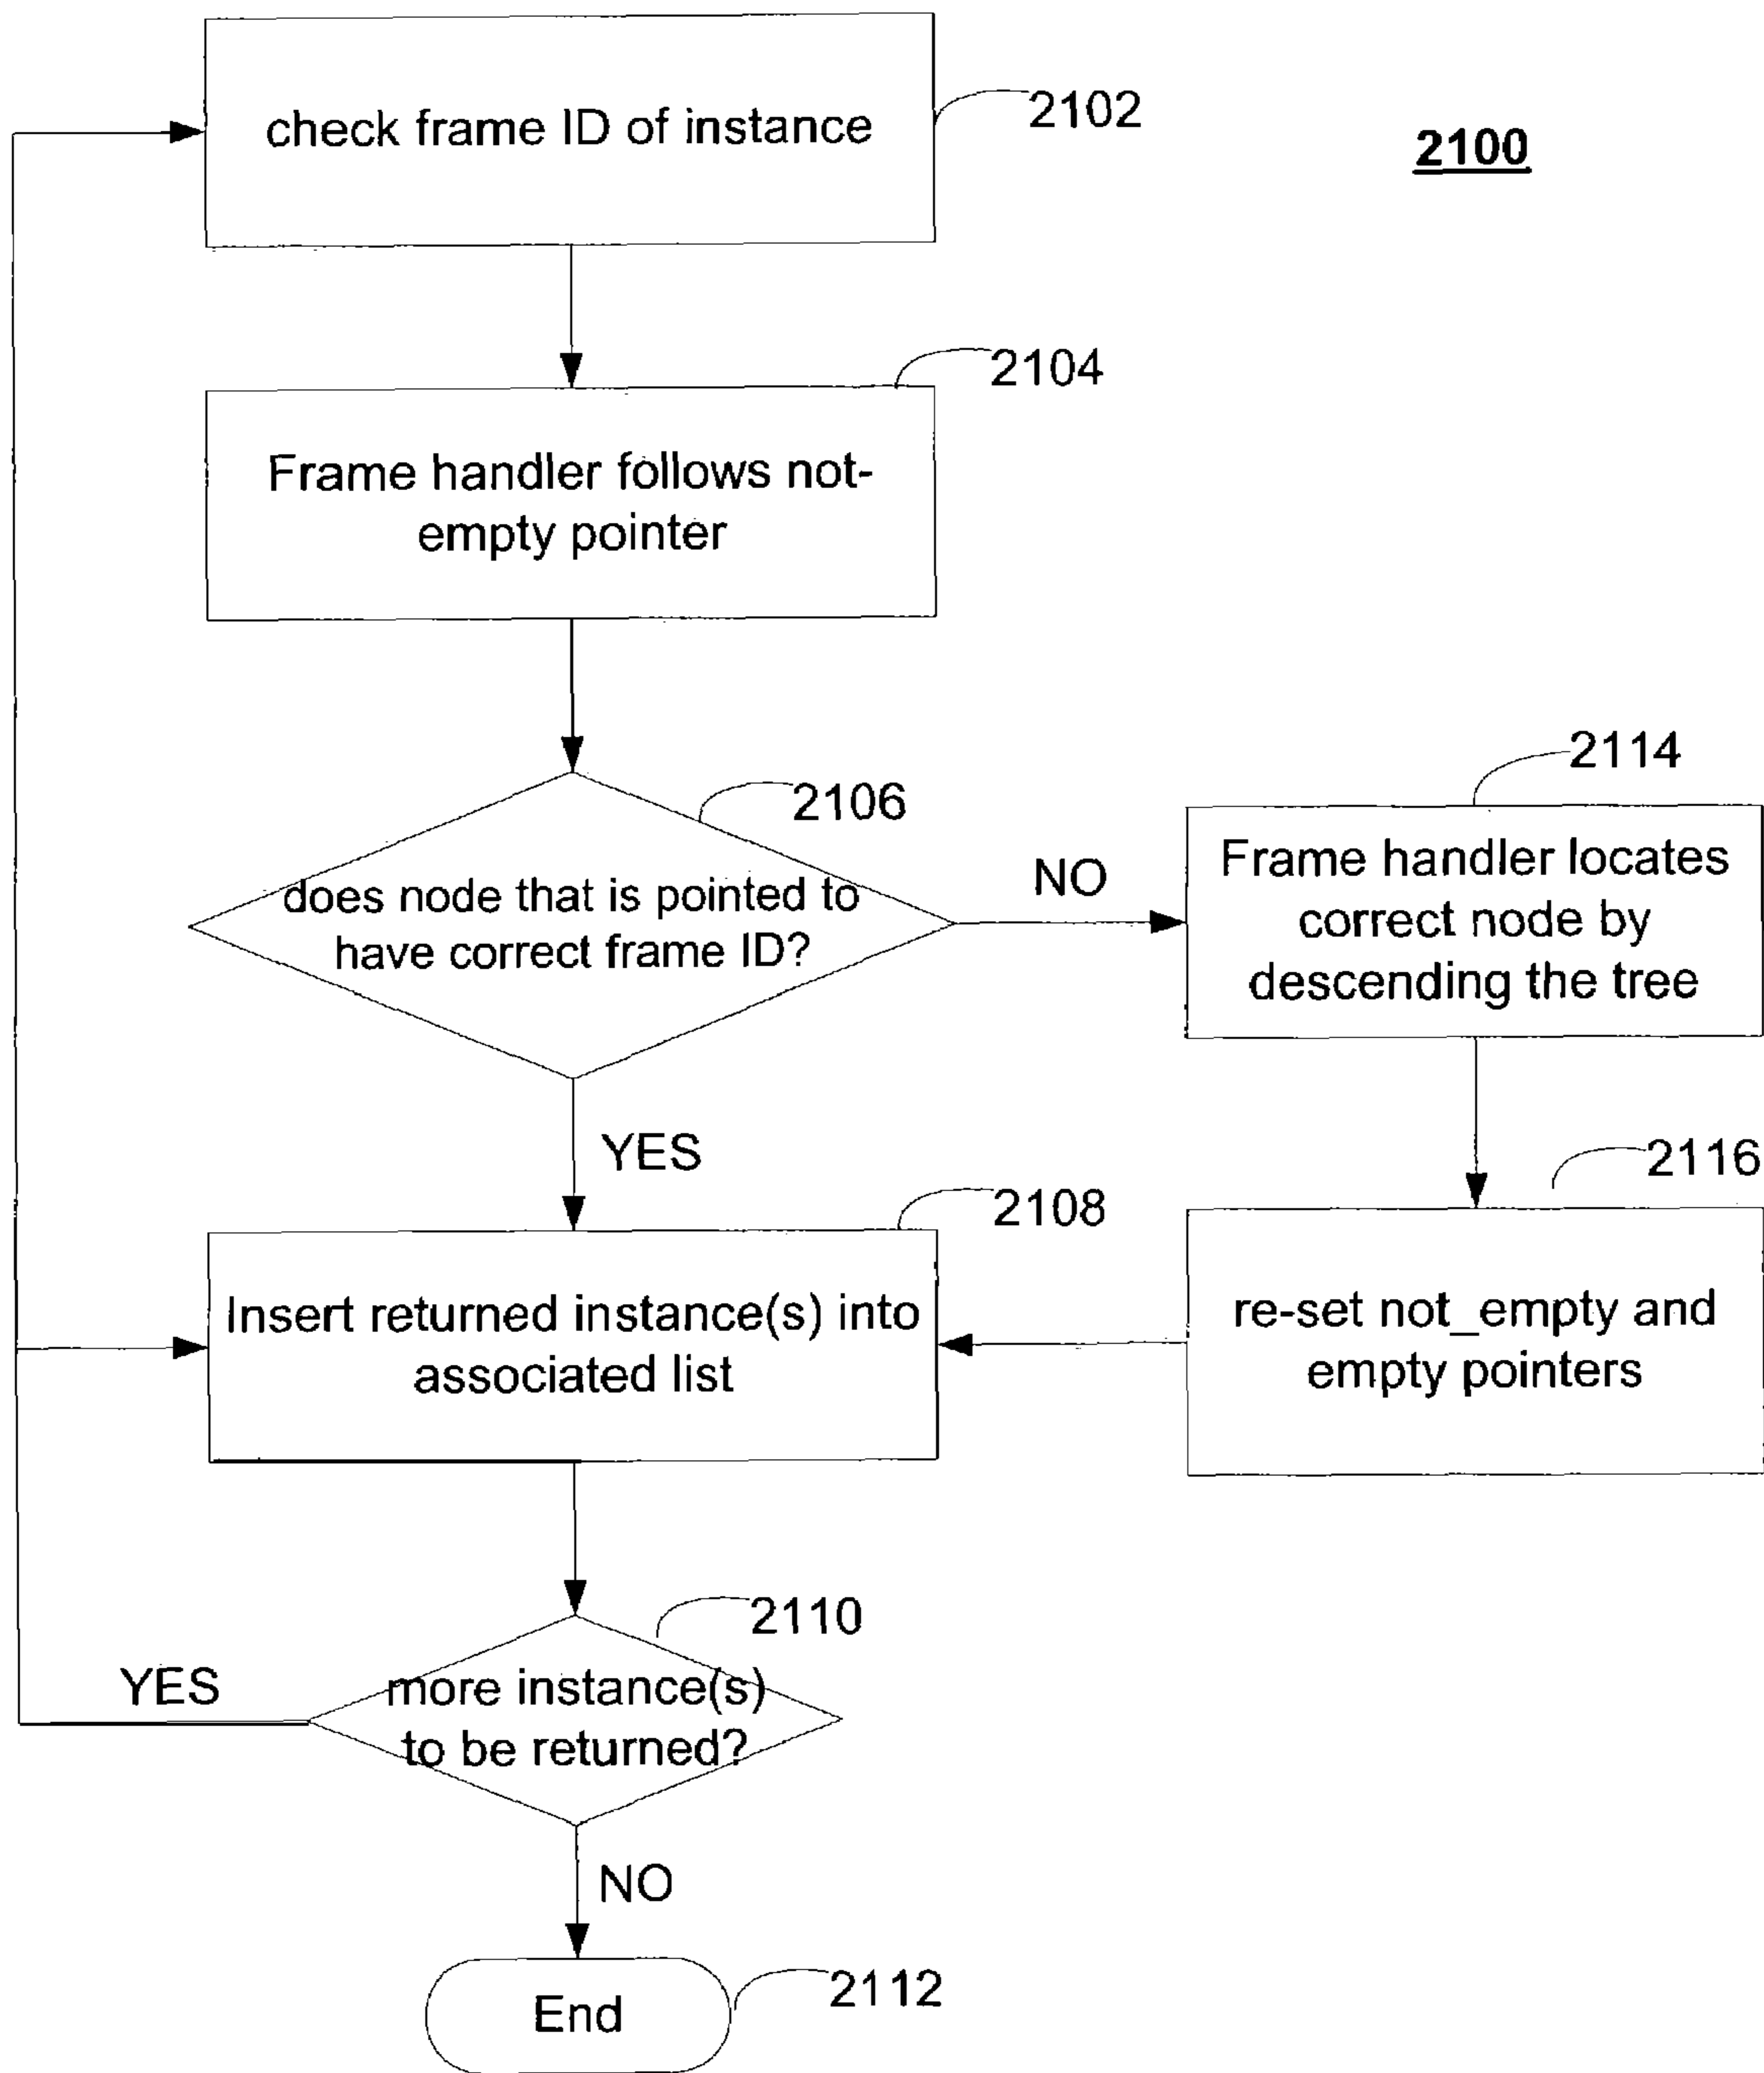 check frame ID of instance
2102
2100
2104
Frame handler follows not-
empty pointer
2106
does node that is pointed to
have correct frame ID?
NO
2114
Frame handler locates
correct node by
descending the tree
YES
2116
re-set not_empty and
empty pointers
2108
Insert returned instance(s) into
associated list
2110
more instance(s)
to be returned?
YES
NO
End
2112